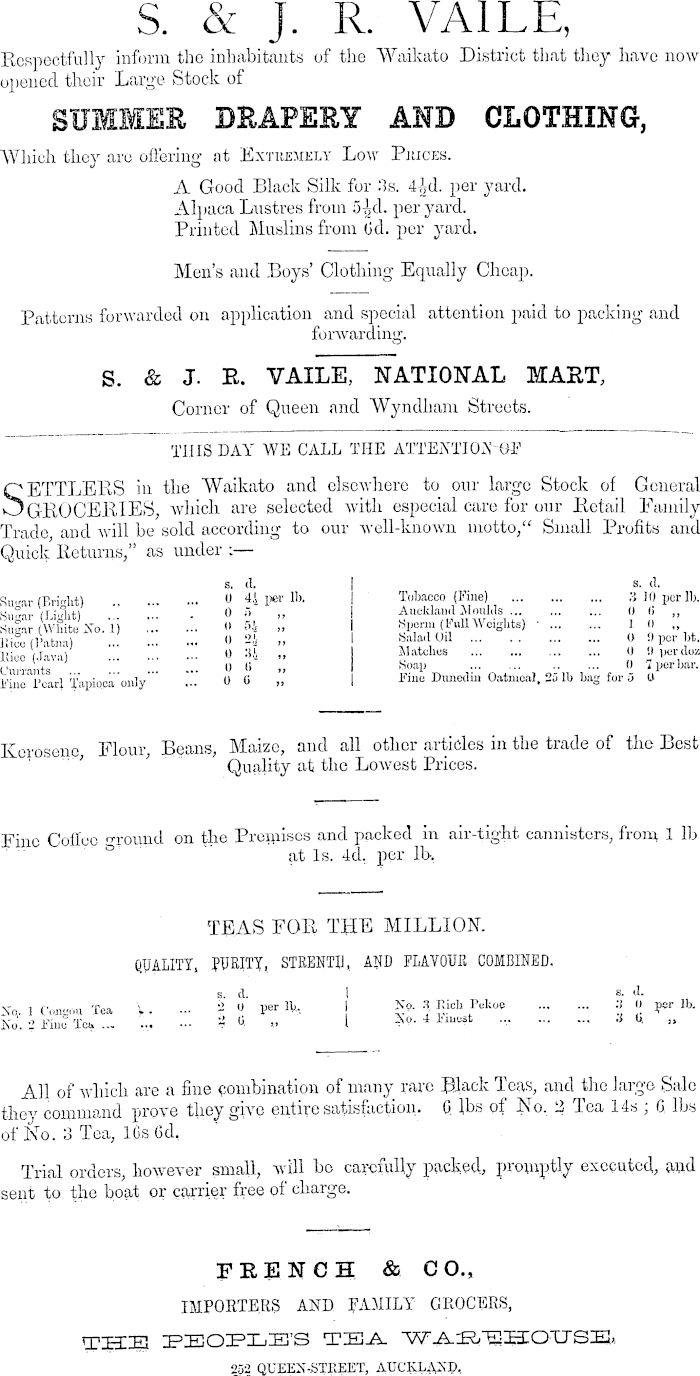 S. & J. R. VAILE,
Respectfully inform the inhabitants of the Waikato District that they have now
opened their Large Stock of
SUMMER DRAPERY AND CLOTHING,
Which they are offering at EXTREMELY LOW PRICES.
A Good Black Silk for 3s. 4½d. per yard.
Alpaca Lustres from 5½d. per yard.
Printed Muslins from 6d. per yard.
Men's and Boys' Clothing Equally Cheap.
Patterns forwarded on application and special attention paid to packing and
forwarding.
S. & J. R. VAILE, NATIONAL MART,
Corner of Queen and Wyndham Streets.
THIS DAY WE CALL THE ATTENTION OF
SETTLERS in the Waikato and elsewhere to our large Stock of General
GROCERIES, which are selected with especial care for our Retail Family
Trade, and will be sold according to our well-known motto, "Small Profits and
Quick Returns," as under :—
s. d.
Sugar (Bright) .. ... ... 0 4½ per lb.
Sugar (Light) ... ... . 0 5 „
Sugar (White No. 1) ... ... 0 5½ „
Rice (Patna) ... ... ... 0 2½ „
Rice (Java) ... ... ... 0 3½ „
Currants ... ... ... ... 0 6 „
Fine Pearl Tapioca only ... 0 6 „
s. d.
Tobacco (Fine) ... ... ... 3 10 per lb.
Auckland Moulds ... ... ... 0 6 „
Sperm (Full Weights) ... ... 1 0 „
Salad Oil ... .. ... ... 0 9 per bt.
Matches ... ... ... ... 0 9 per doz
Soap ... ... .. ... 0 7 per bar.
Fine Dunedin Oatmeal, 25 lb bag for 5 0
Kerosene, Flour, Beans, Maize, and all other articles in the trade of the Best
Quality at the Lowest Prices.
Fine Coffee ground on the Premises and packed in air-tight cannisters, from 1 lb
at 1s. 4d. per lb.
TEAS FOR THE MILLION.
QUALITY, PURITY, STRENTH, AND FLAVOUR COMBINED.
s. d.
No. 1 Congou Tea .. ... 2 0 per lb.
No. 2 Fine Tea ... ... ... 2 6 „
s. d.
No. 3 Rich Pekoe ... ... 3 0 per lb.
No. 4 Finest ... ... ... 3 6 „
All of which are a fine combination of many rare Black Teas, and the large Sale
they command prove they give entire satisfaction. 6 lbs of No. 2 Tea 14s ; 6 lbs
of No. 3 Tea, 16s 6d.
Trial orders, however small, will be carefully packed, promptly executed, and
sent to the boat or carrier free of charge.
FRENCH & CO.,
IMPORTERS AND FAMILY GROCERS,
THE PEOPLE'S TEA WAREHOUSE,
252 QUEEN-STREET, AUCKLAND.